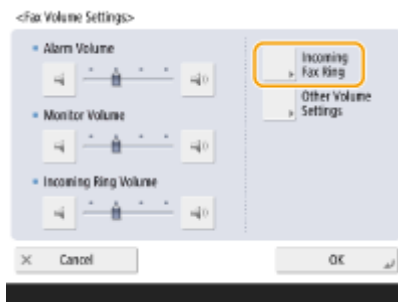 <Fax Volume Settings>
Alarm Volume
Incoming
Fax Ring
Other Volume
Settings
Monitor Volume
Incoming Ring Volume
Cancel
OK